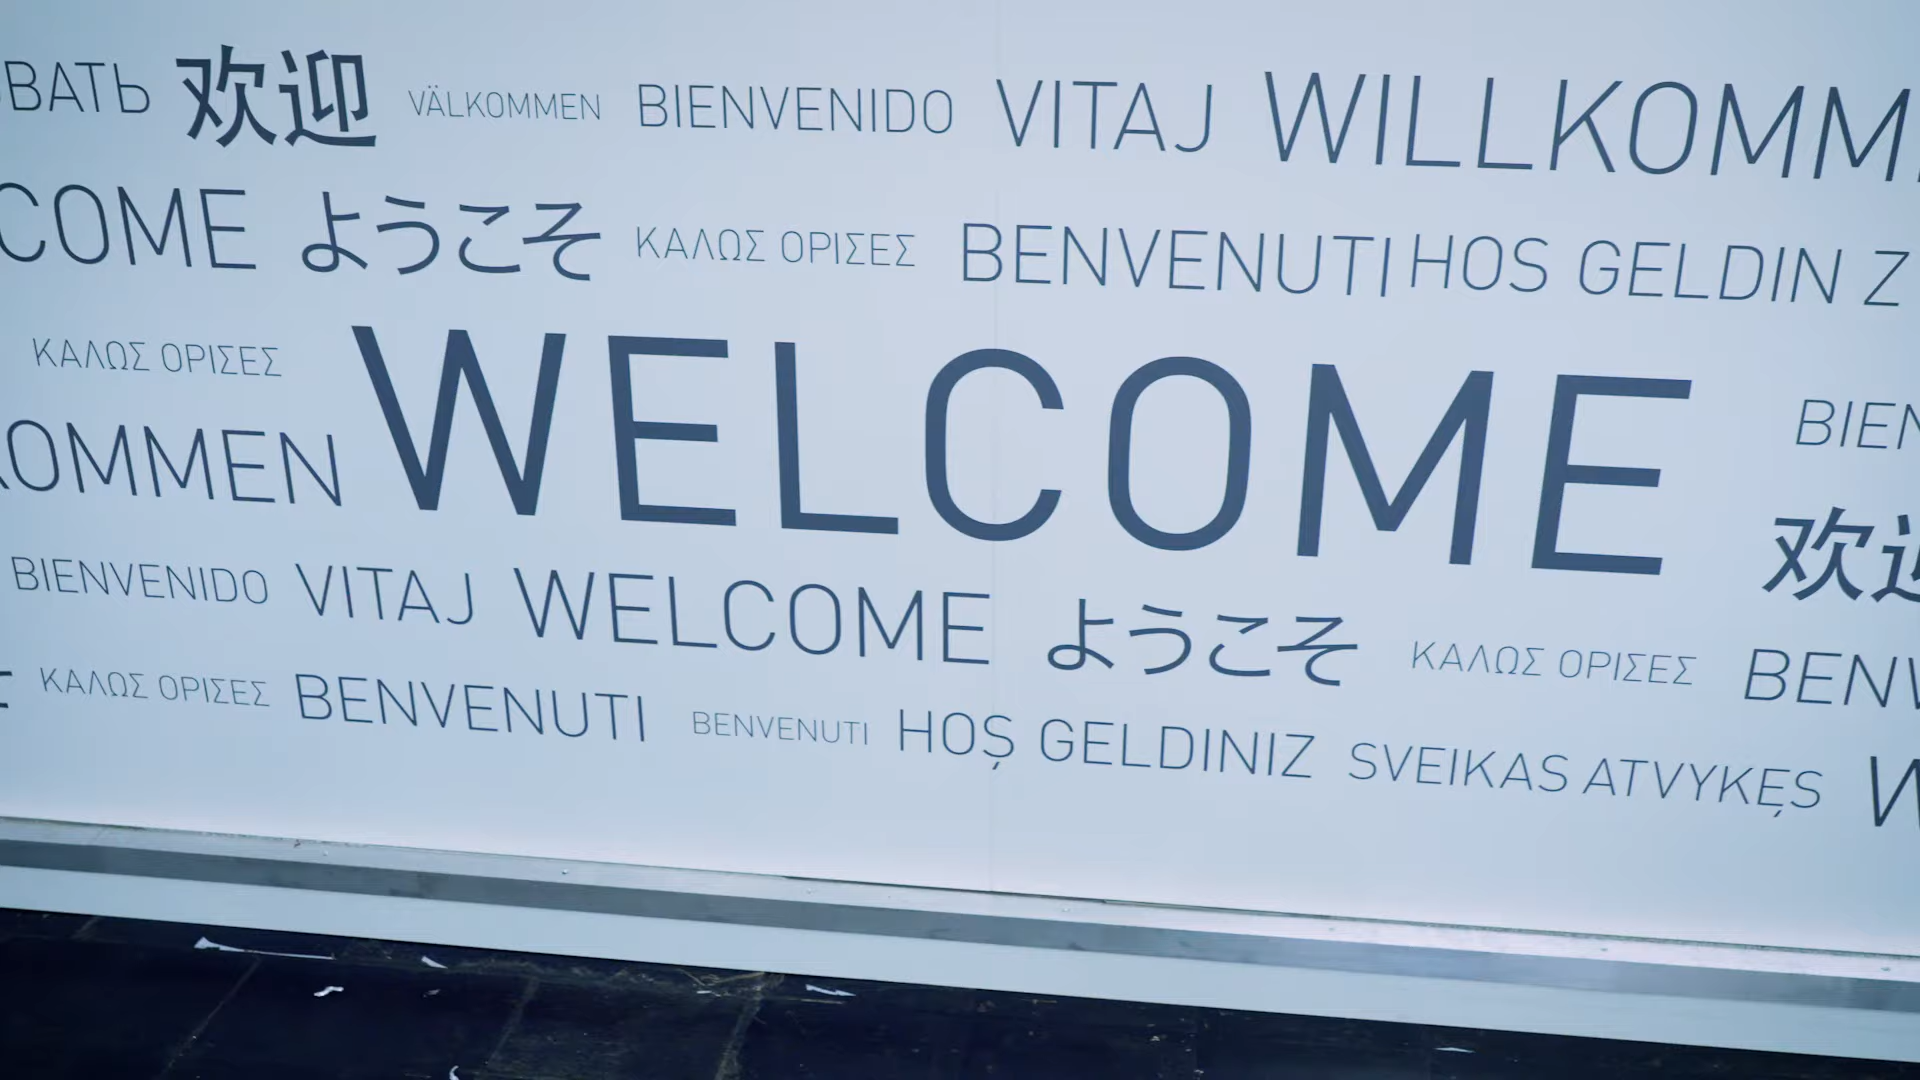 ВАТЬ 欢迎 VÄLKOMMEN BIENVENIDO VITAJ WILLKOMM
COME ようこそ ΚΑΛΩΣ ΟΡΙΣΕΣ BENVENUTI HOS GELDIN Z
ΚΑΛΩΣ ΟΡΙΣΕΣ WELCOME BIEN
OMMEN 欢迎
BIENVENIDO VITAJ WELCOME ようこそ ΚΑΛΩΣ ΟΡΙΣΕΣ BENV
ΚΑΛΩΣ ΟΡΙΣΕΣ BENVENUTI BENVENUTI HOȘ GELDINIZ SVEIKAS ATVYKĘS W